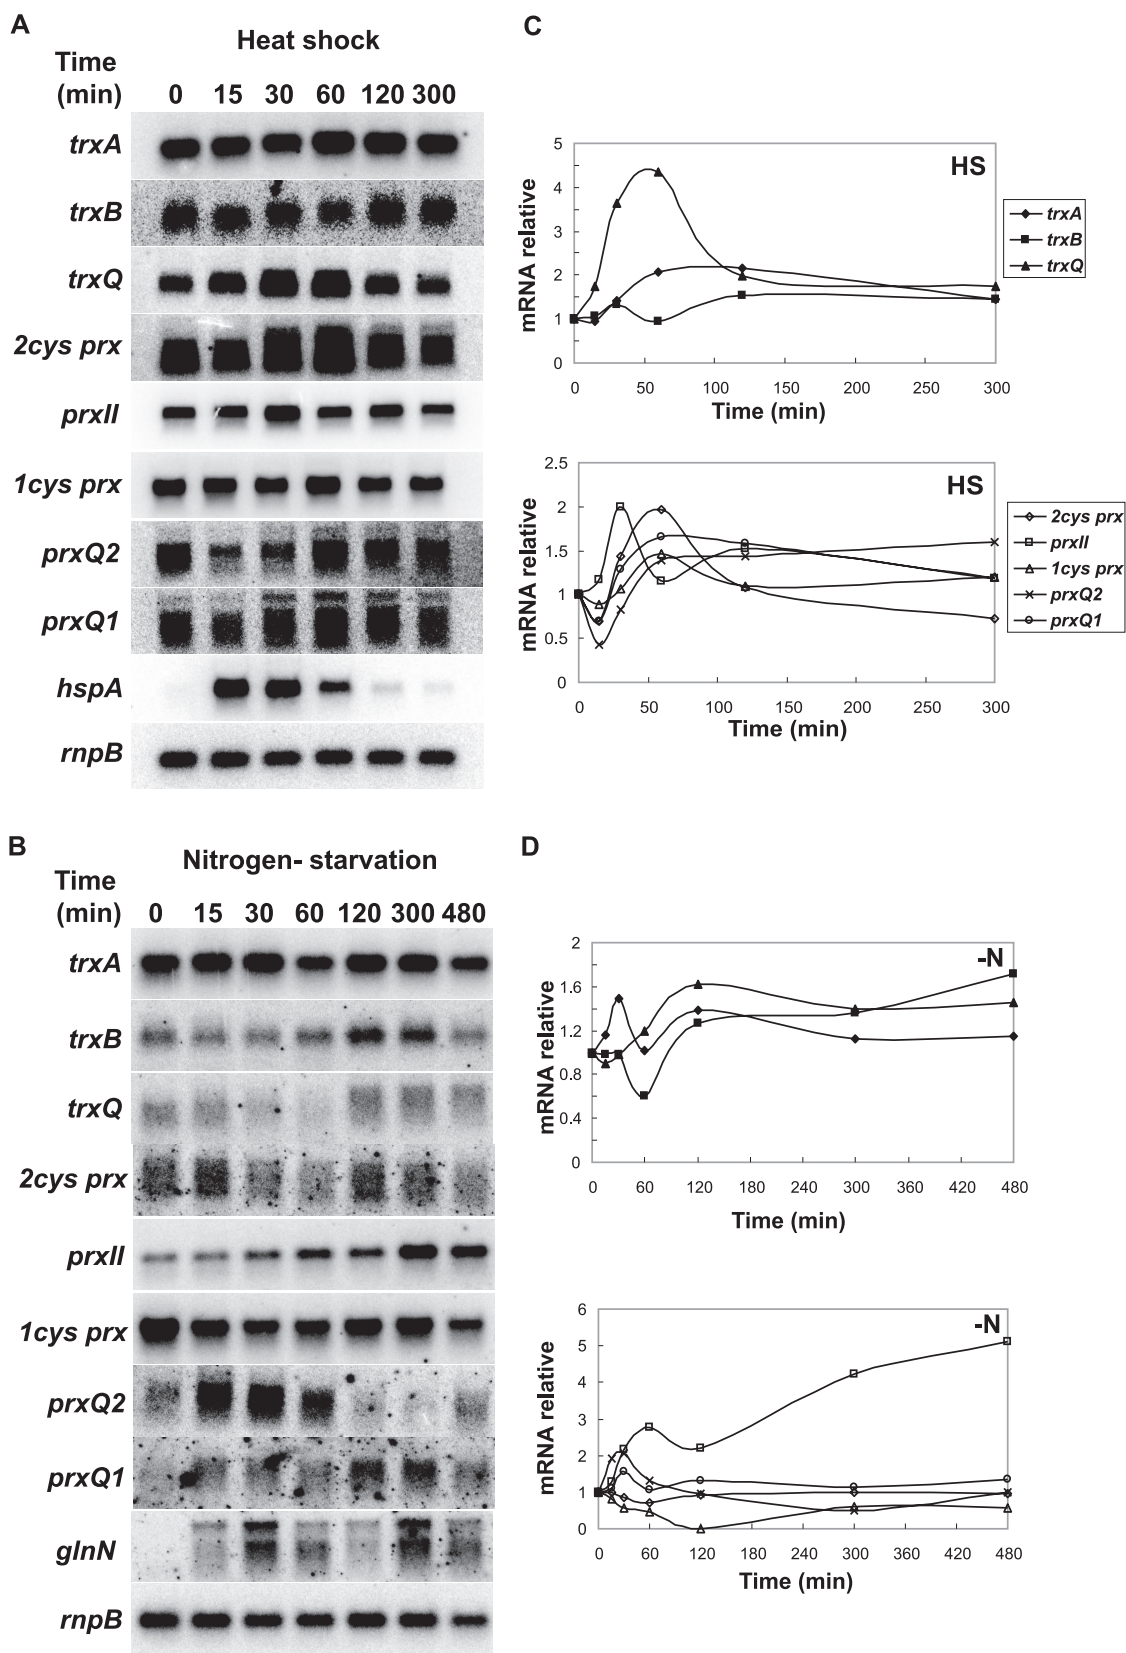 A
Heat shock
Time
(min) 0 15 30 60 120 300
trxA
trxB
trxQ
2cys prx
prxII
1cys prx
prxQ2
prxQ1
hspA
rnpB
C
HS
mRNA relative
5
4
3
2
1
0
0 50 100 150 200 250 300
Time (min)
trxA
trxB
trxQ
HS
mRNA relative
2.5
2
1.5
1
0.5
0
0 50 100 150 200 250 300
Time (min)
2cys prx
prxII
1cys prx
prxQ2
prxQ1
B
Nitrogen- starvation
Time
(min) 0 15 30 60 120 300 480
trxA
trxB
trxQ
2cys prx
prxII
1cys prx
prxQ2
prxQ1
glnN
rnpB
D
-N
mRNA relative
2
1.6
1.2
0.8
0.4
0
0 60 120 180 240 300 360 420 480
Time (min)
-N
mRNA relative
6
5
4
3
2
1
0
0 60 120 180 240 300 360 420 480
Time (min)